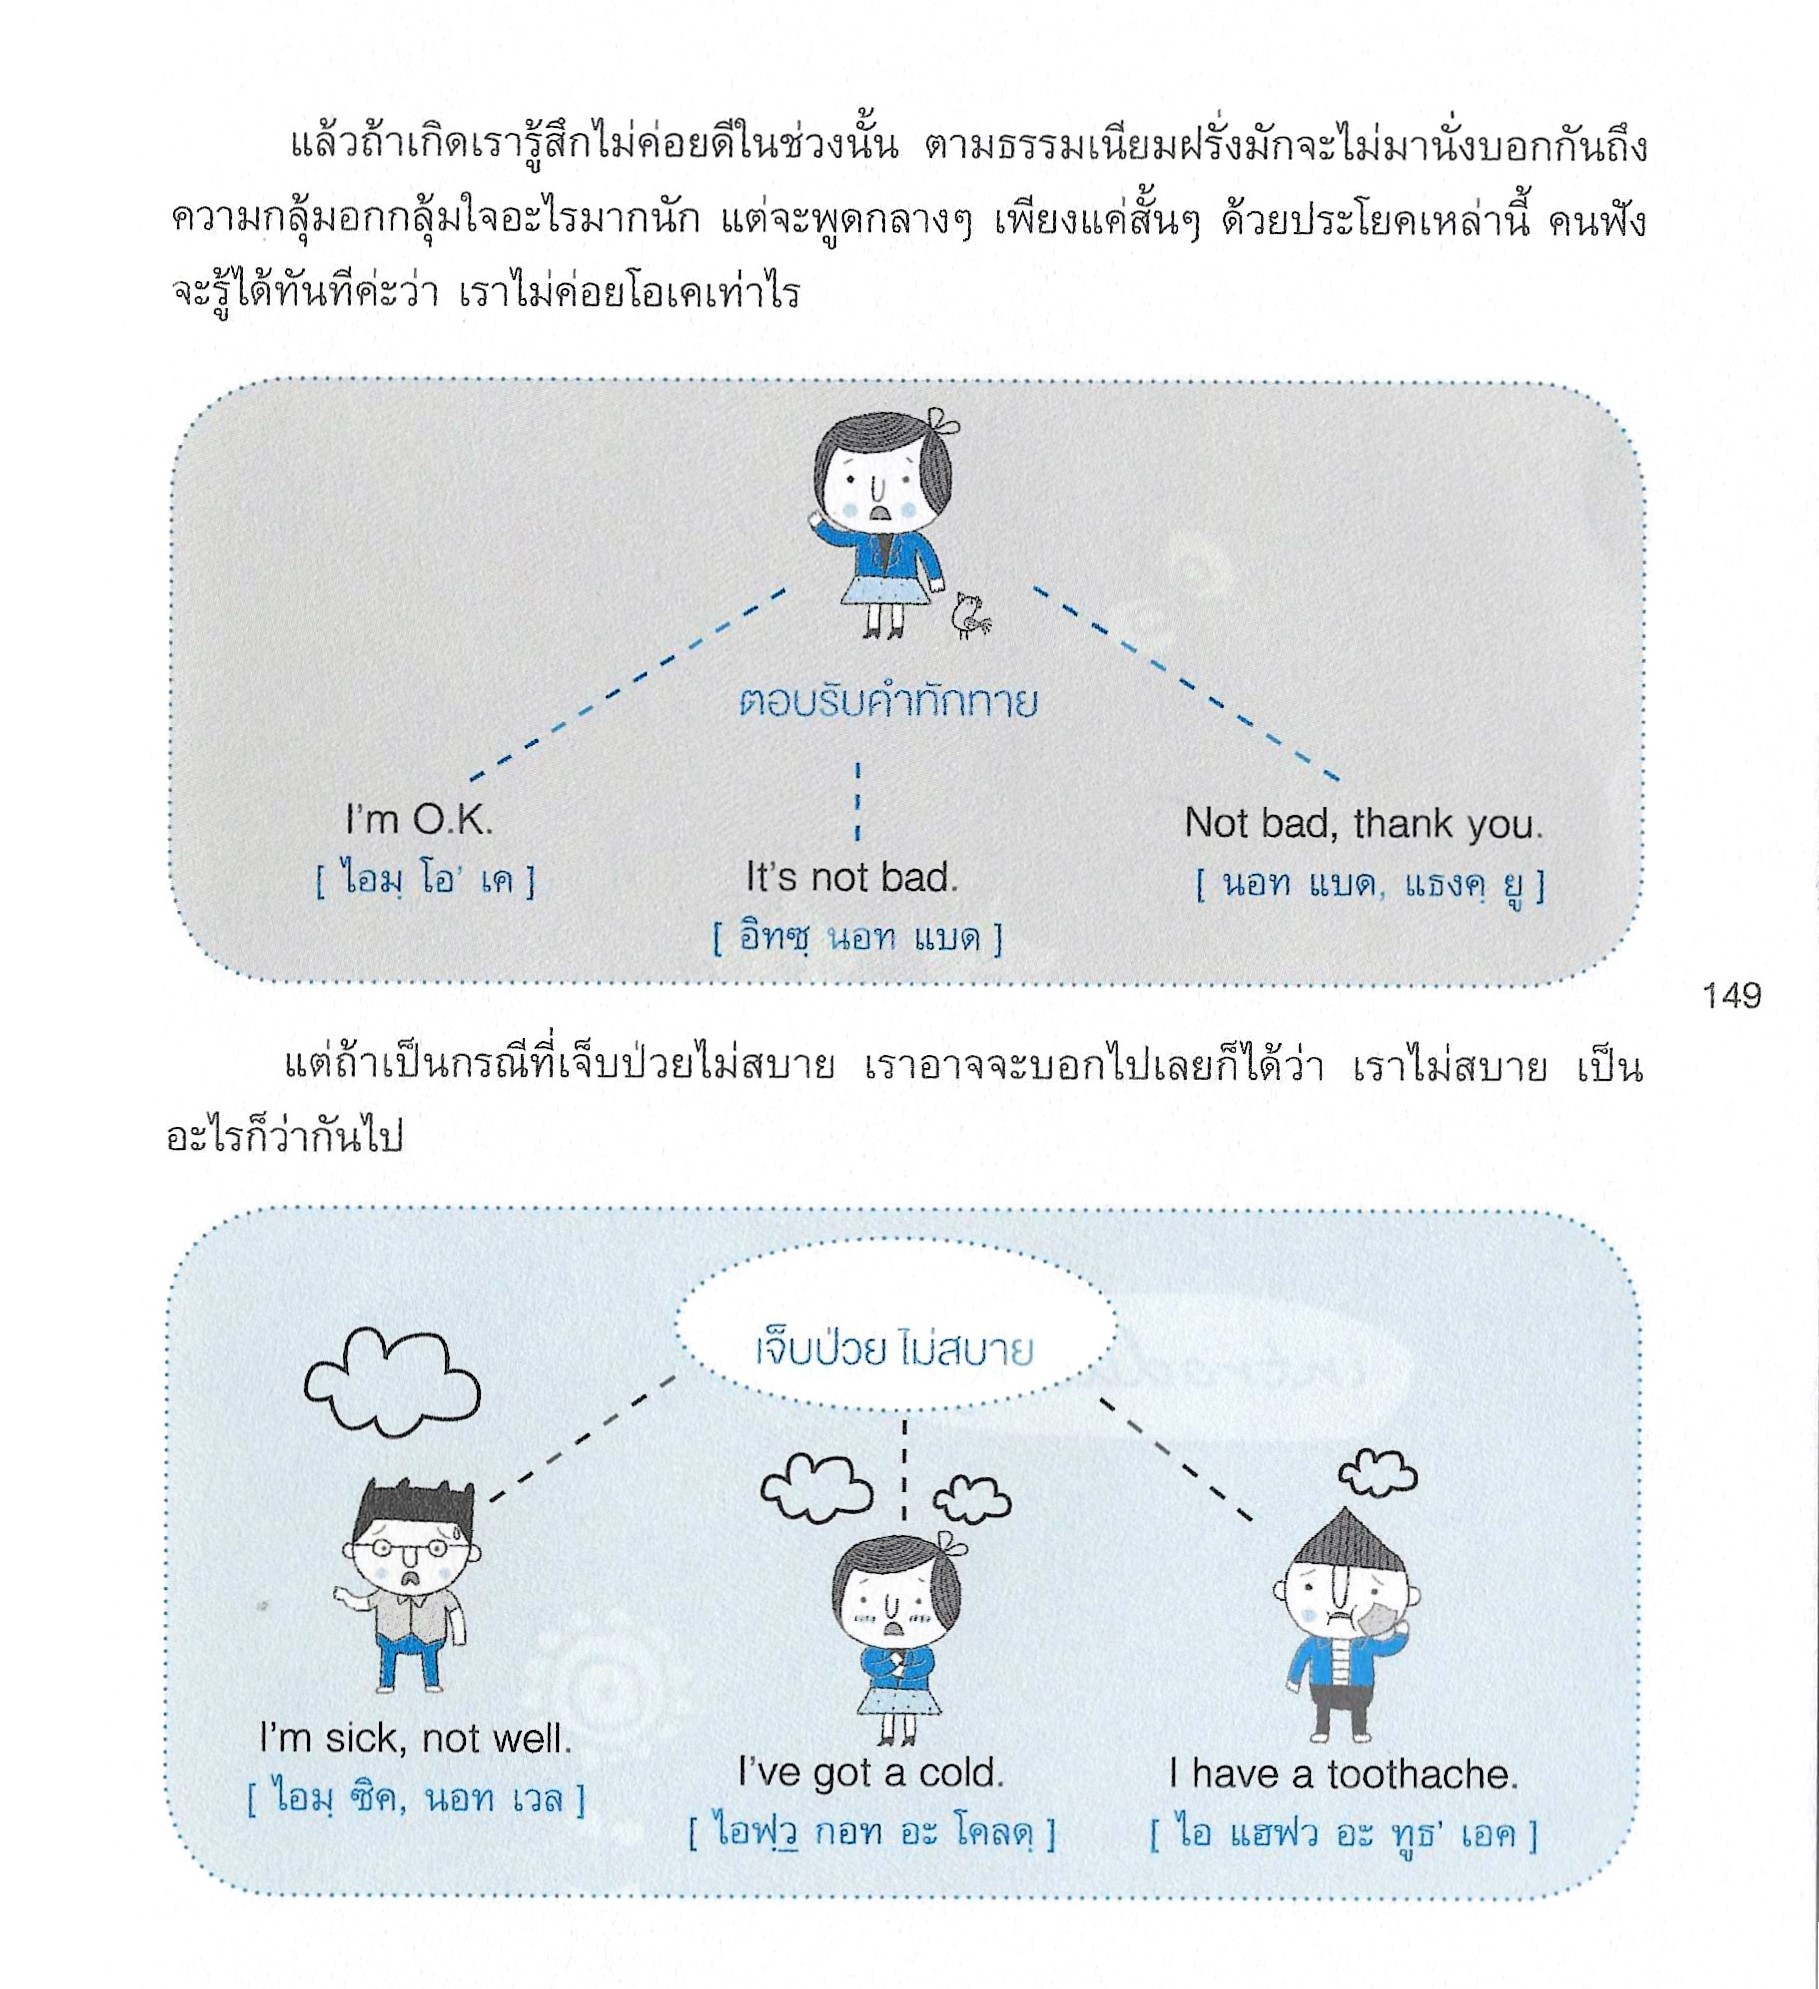 แล้วถ้าเกิดเรารู้สึกไม่ค่อยดีในช่วงนั้น ตามธรรมเนียมฝรั่งมักจะไม่มานั่งบอกกันถึง
ความกลุ้มอกกลุ้มใจอะไรมากนัก แต่จะพูดกลางๆ เพียงแค่สั้นๆ ด้วยประโยคเหล่านี้ คนฟัง
จะรู้ได้ทันทีค่ะว่า เราไม่ค่อยโอเคเท่าไร
ตอบรับคำทักทาย
I'm O.K.
[ ไอมฺ โอ' เค ]
It's not bad.
[ อิทซฺ นอท แบด ]
Not bad, thank you.
[ นอท แบด, แธงคฺ ยู ]
149
แต่ถ้าเป็นกรณีที่เจ็บป่วยไม่สบาย เราอาจจะบอกไปเลยก็ได้ว่า เราไม่สบาย เป็น
อะไรก็ว่ากันไป
เจ็บป่วย ไม่สบาย
I'm sick, not well.
[ ไอมฺ ซิค, นอท เวล ]
I've got a cold.
[ ไอฟฺว กอท อะ โคลดฺ ]
I have a toothache.
[ ไอ แฮฟว อะ ทูธ' เอค ]